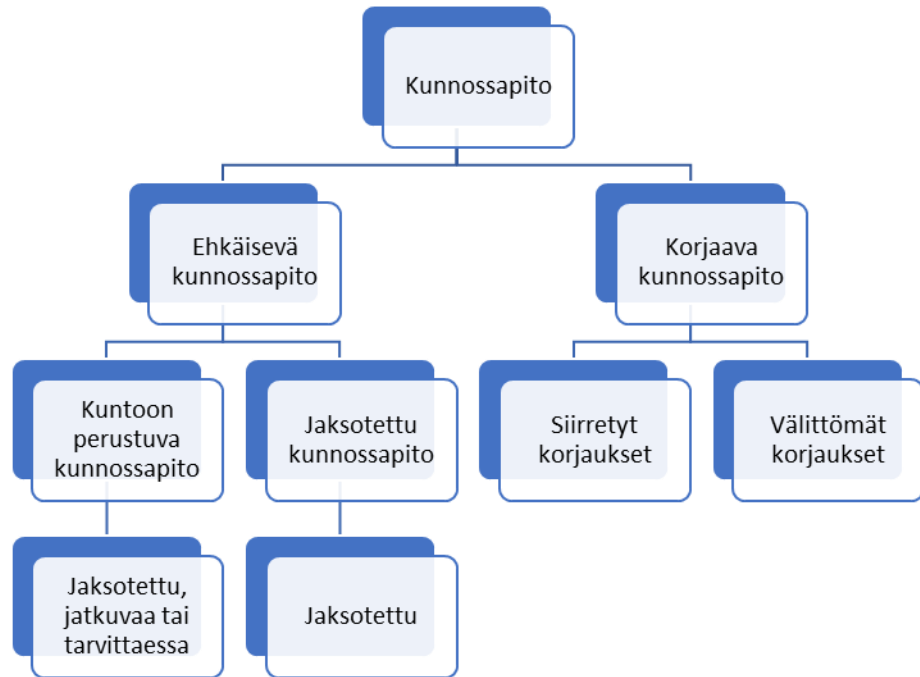 Kunnossapito
Ehkäisevä
kunnossapito
Korjaava
kunnossapito
Kuntoon
perustuva
kunnossapito
Jaksotettu
kunnossapito
Siirretyt
korjaukset
Välittömät
korjaukset
Jaksotettu,
jatkuvaa tai
tarvittaessa
Jaksotettu